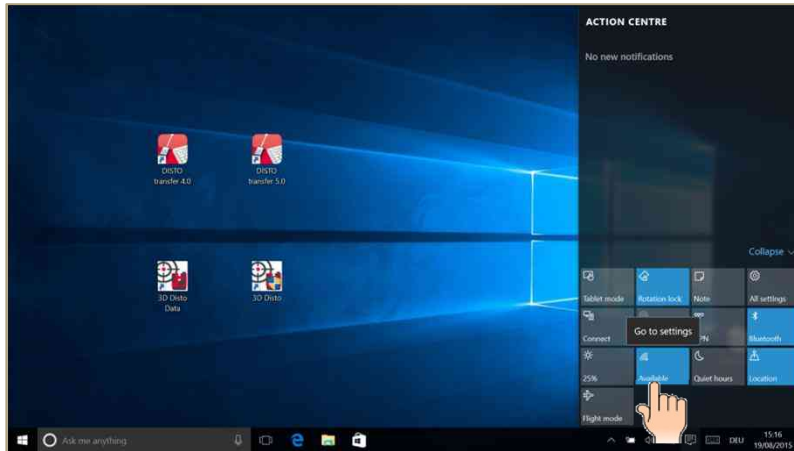 ACTION CENTRE
No new notifications
DISTO
transfer 4.0
DISTO
transfer 5.0
3D Disto
Data
3D Disto
Collapse
Tablet mode
Rotation lock
Note
All settings
Connect
Go to settings
Bluetooth
25%
Available
Quiet hours
Location
Flight mode
Ask me anything
DEU
15:16
19/08/2015